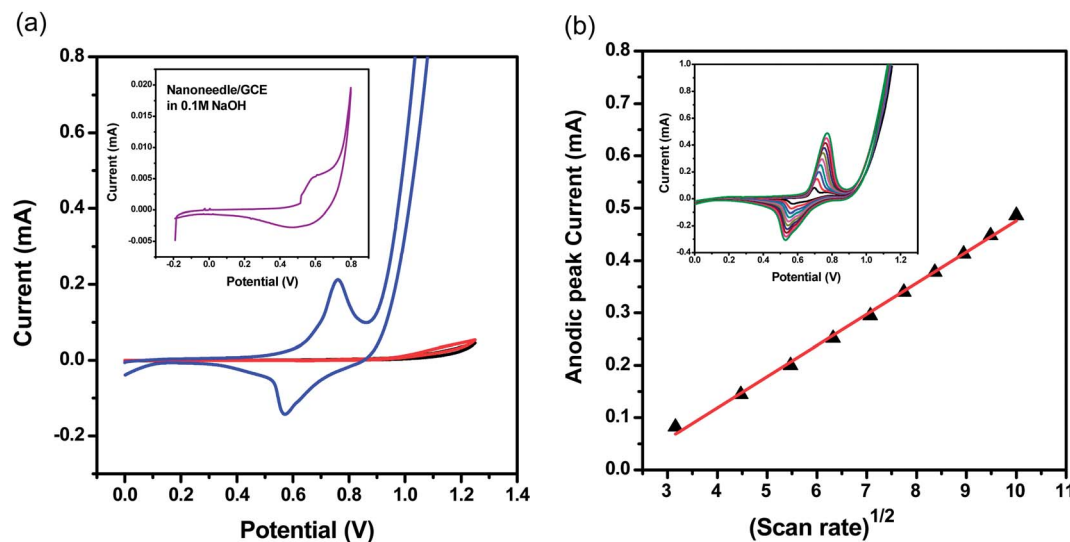 (a)
0.8
0.6
0.4
0.2
0.0
-0.2
Current (mA)
0.0 0.2 0.4 0.6 0.8 1.0 1.2 1.4
Potential (V)
Nanoneedle/GCE
in 0.1M NaOH
0.020
0.015
0.010
0.005
0.000
-0.005
Current (mA)
-0.2 0.0 0.2 0.4 0.6 0.8
Potential (V)
(b)
0.8
0.7
0.6
0.5
0.4
0.3
0.2
0.1
0.0
Anodic peak Current (mA)
3 4 5 6 7 8 9 10 11
(Scan rate)1/2
1.0
0.8
0.6
0.4
0.2
0.0
-0.2
-0.4
Current (mA)
0.0 0.2 0.4 0.6 0.8 1.0 1.2
Potential (V)